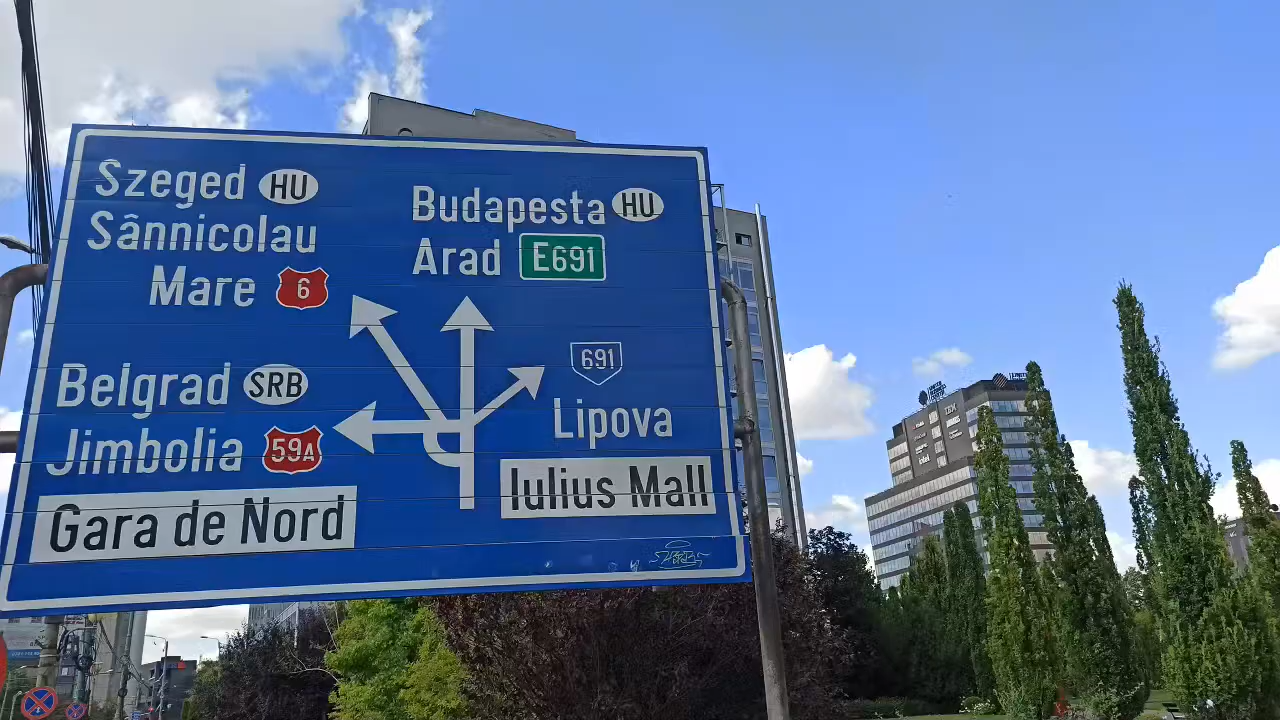 Szeged HU
Sânnicolau
Mare 6
Budapesta HU
Arad E691
691
Lipova
Iulius Mall
Belgrad SRB
Jimbolia 59A
Gara de Nord